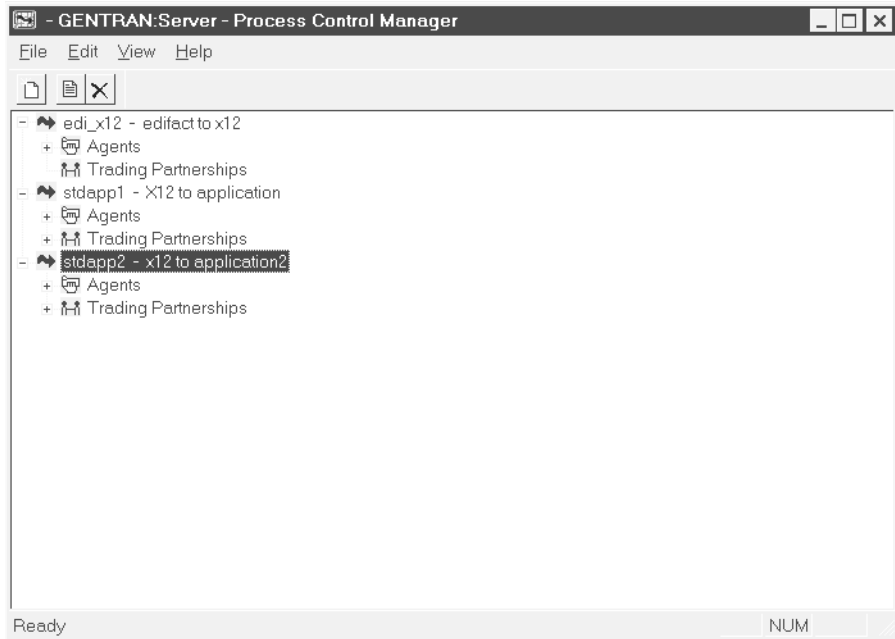 - GENTRAN:Server - Process Control Manager
File Edit View Help
edi_x12 - edifact to x12
Agents
Trading Partnerships
stdapp1 - X12 to application
Agents
Trading Partnerships
stdapp2 - x12 to application2
Agents
Trading Partnerships
Ready NUM